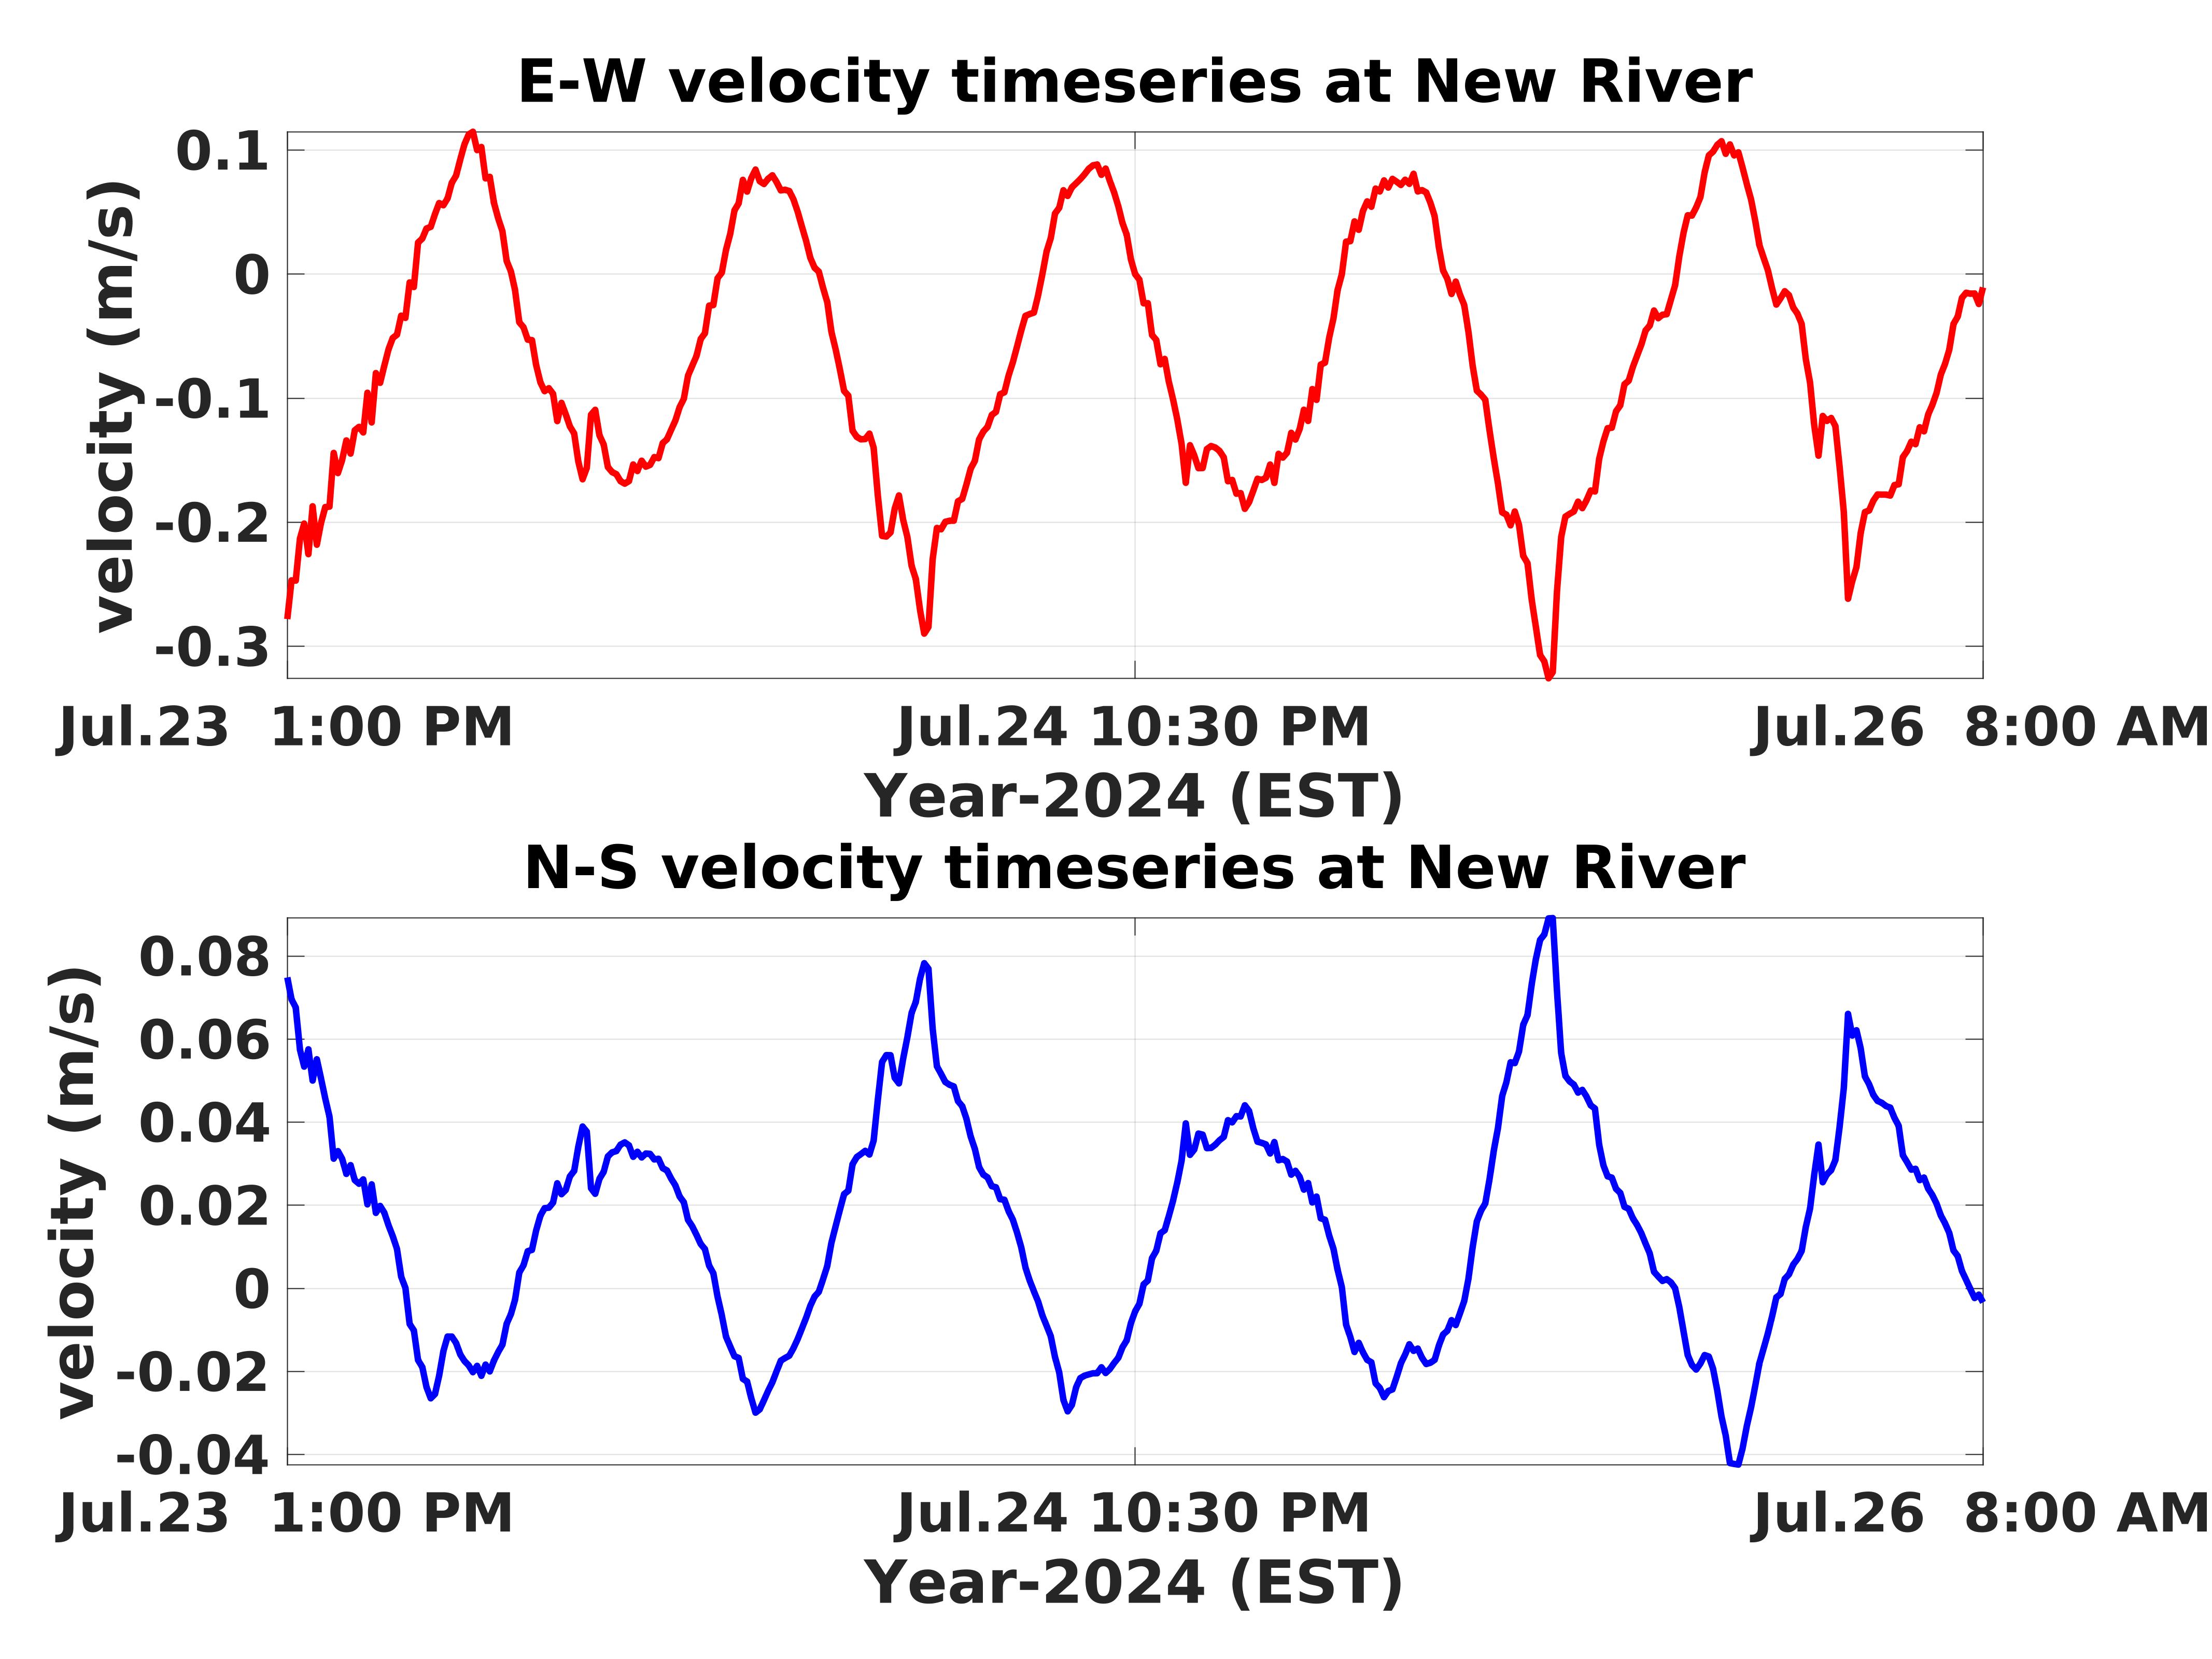 E-W velocity timeseries at New River
velocity (m/s)
0.1
0
-0.1
-0.2
-0.3
Jul.23  1:00 PM
Jul.24 10:30 PM
Jul.26  8:00 AM
Year-2024 (EST)
N-S velocity timeseries at New River
velocity (m/s)
0.08
0.06
0.04
0.02
0
-0.02
-0.04
Jul.23  1:00 PM
Jul.24 10:30 PM
Jul.26  8:00 AM
Year-2024 (EST)